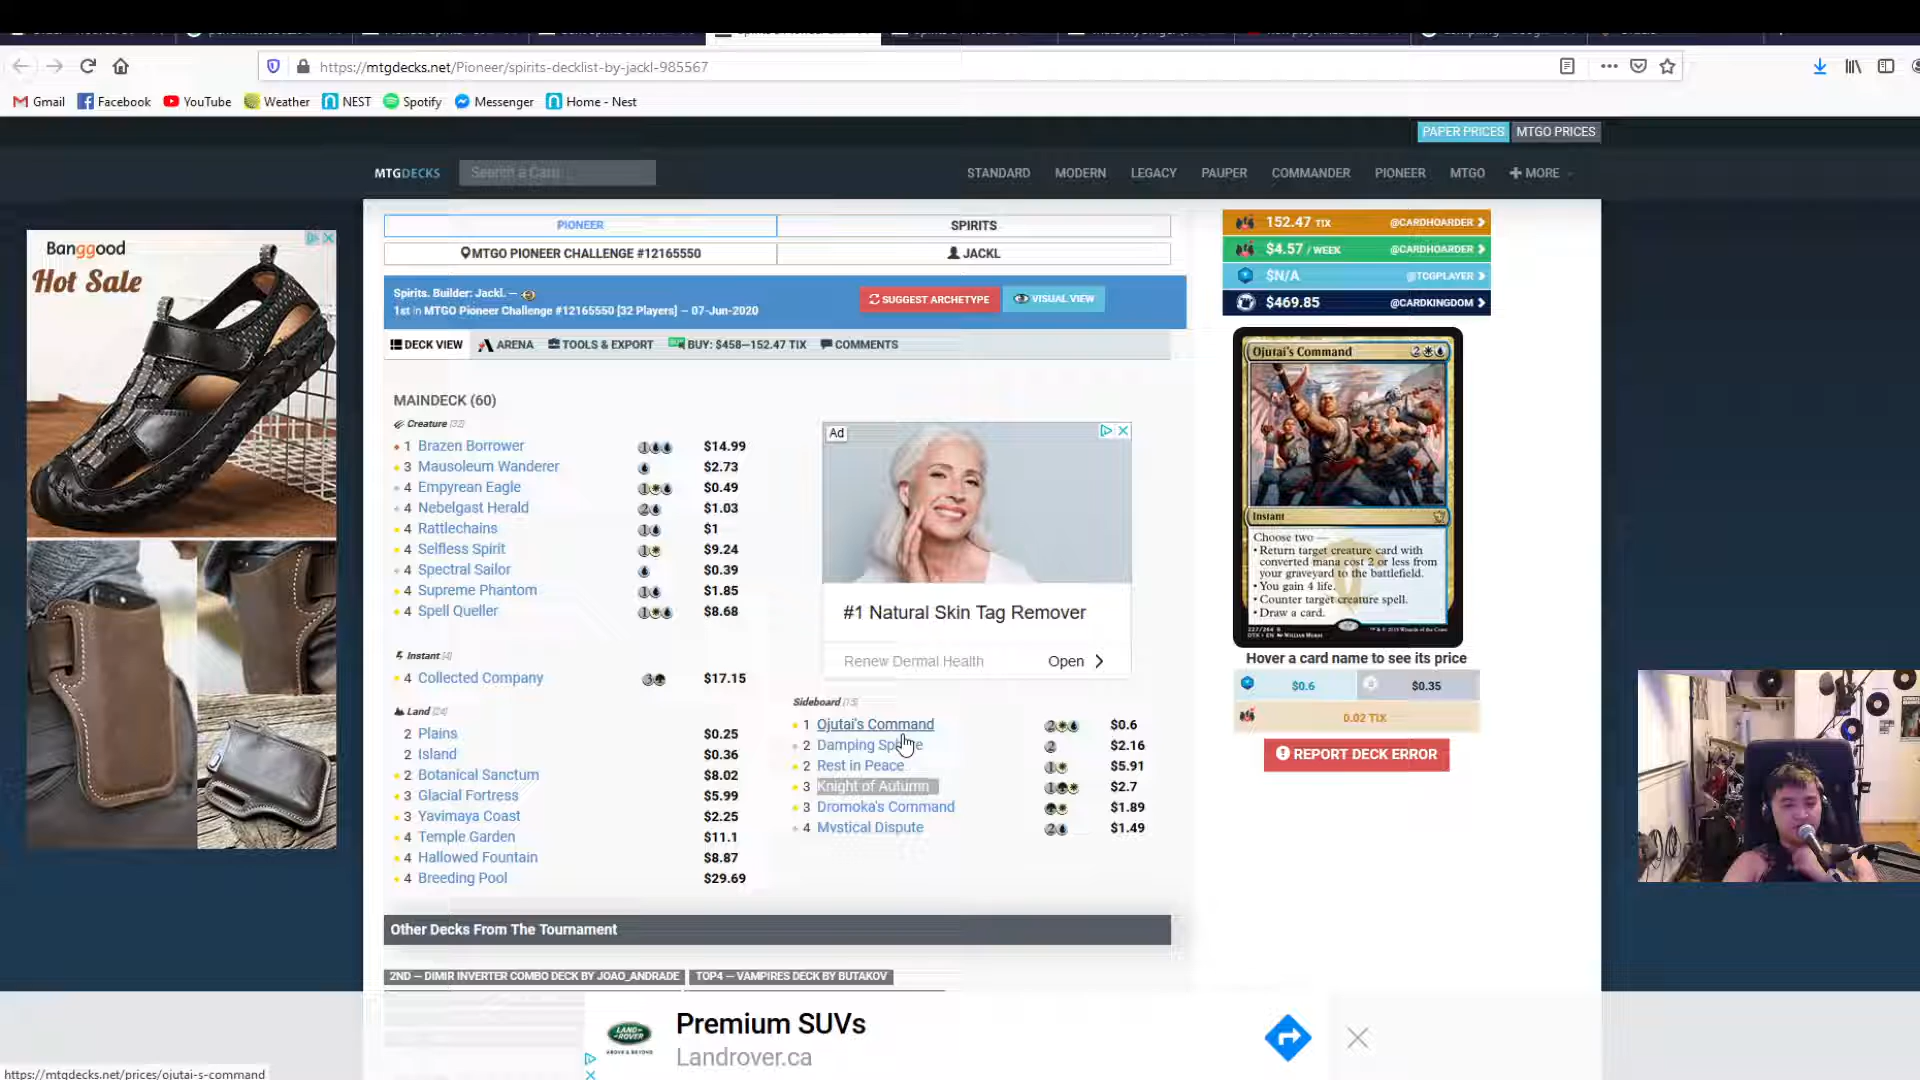 https://mtgdecks.net/Pioneer/spirits-decklist-by-jackl-985567
Gmail Facebook YouTube Weather NEST Spotify Messenger Home - Nest
PAPER PRICES MTGO PRICES
MTGDECKS Search a Card... STANDARD MODERN LEGACY PAUPER COMMANDER PIONEER MTGO MORE
PIONEER SPIRITS
MTGO PIONEER CHALLENGE #12165550 JACKL
Spirits. Builder: Jackl. —
1st in MTGO Pioneer Challenge #12165550 [32 Players] — 07-Jun-2020
SUGGEST ARCHETYPE VISUAL VIEW
DECK VIEW ARENA TOOLS & EXPORT BUY: $458—152.47 TIX COMMENTS
MAINDECK (60)
Creature [32]
1 Brazen Borrower $14.99
3 Mausoleum Wanderer $2.73
4 Empyrean Eagle $0.49
4 Nebelgast Herald $1.03
4 Rattlechains $1
4 Selfless Spirit $9.24
4 Spectral Sailor $0.39
4 Supreme Phantom $1.85
4 Spell Queller $8.68
Instant [4]
4 Collected Company $17.15
Land [24]
2 Plains $0.25
2 Island $0.36
2 Botanical Sanctum $8.02
3 Glacial Fortress $5.99
3 Yavimaya Coast $2.25
4 Temple Garden $11.1
4 Hallowed Fountain $8.87
4 Breeding Pool $29.69
Ad
#1 Natural Skin Tag Remover
Renew Dermal Health Open
Sideboard [15]
1 Ojutai's Command $0.6
2 Damping Sphere $2.16
2 Rest in Peace $5.91
3 Knight of Autumn $2.7
3 Dromoka's Command $1.89
4 Mystical Dispute $1.49
152.47 TIX @CARDHOARDER
$4.57 / WEEK @CARDHOARDER
$N/A @TCGPLAYER
$469.85 @CARDKINGDOM
Ojutai's Command 2
Instant
Choose two —
• Return target creature card with
converted mana cost 2 or less from
your graveyard to the battlefield.
• You gain 4 life.
• Counter target creature spell.
• Draw a card.
Hover a card name to see its price
$0.6 $0.35
0.02 TIX
REPORT DECK ERROR
Banggood
Hot Sale
Other Decks From The Tournament
2ND — DIMIR INVERTER COMBO DECK BY JOAO_ANDRADE TOP4 — VAMPIRES DECK BY BUTAKOV
LAND-ROVER
ABOVE & BEYOND
Premium SUVs
Landrover.ca
https://mtgdecks.net/prices/ojutai-s-command